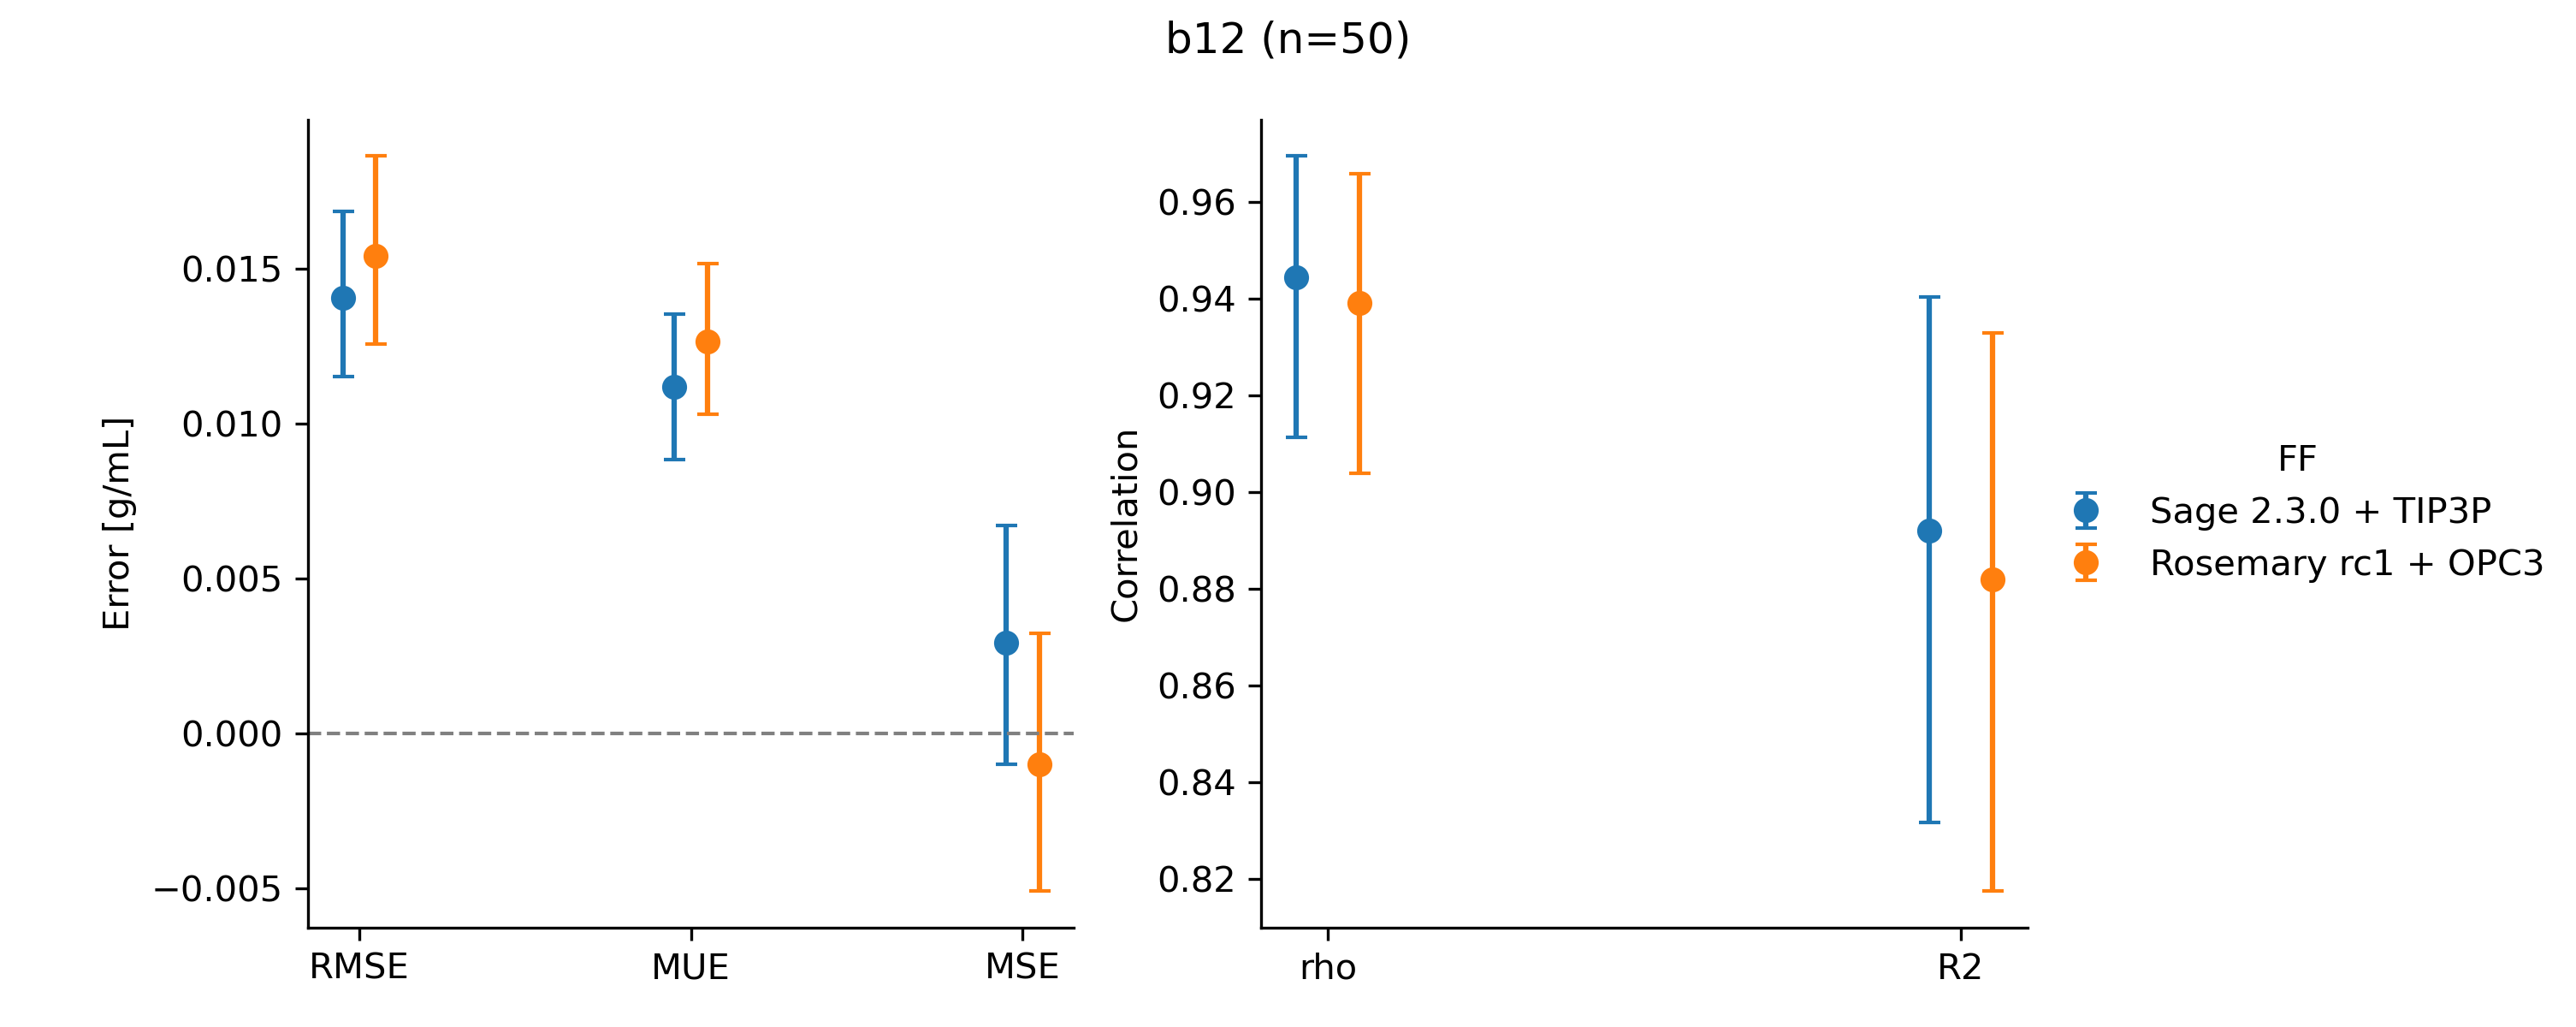 b12 (n=50)
Error [g/mL]
0.015
0.010
0.005
0.000
−0.005
RMSE
MUE
MSE
Correlation
0.96
0.94
0.92
0.90
0.88
0.86
0.84
0.82
rho
R2
FF
Sage 2.3.0 + TIP3P
Rosemary rc1 + OPC3